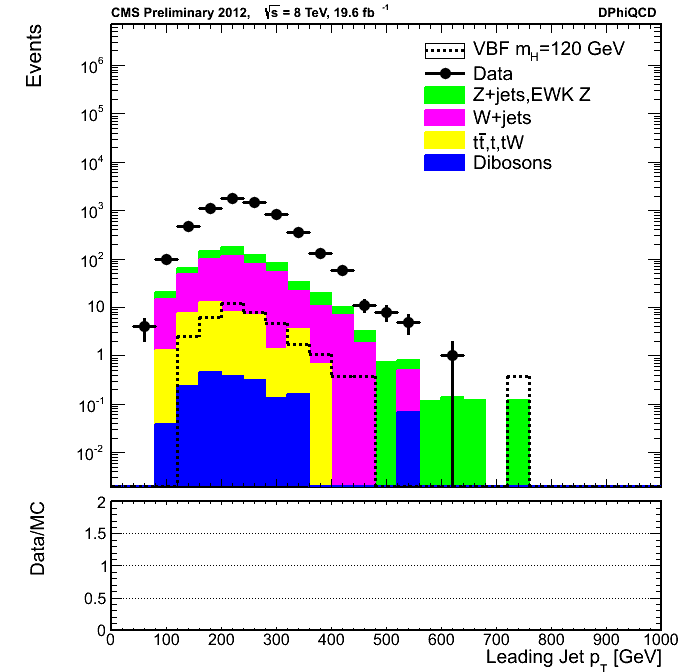 CMS Preliminary 2012, √s = 8 TeV, 19.6 fb⁻¹ DPhiQCD
Events
VBF m_H=120 GeV
Data
Z+jets,EWK Z
W+jets
tt̄,t,tW
Dibosons
10⁶
10⁵
10⁴
10³
10²
10
1
10⁻¹
10⁻²
Data/MC
2
1.5
1
0.5
0
0 100 200 300 400 500 600 700 800 900 1000
Leading Jet p_T [GeV]